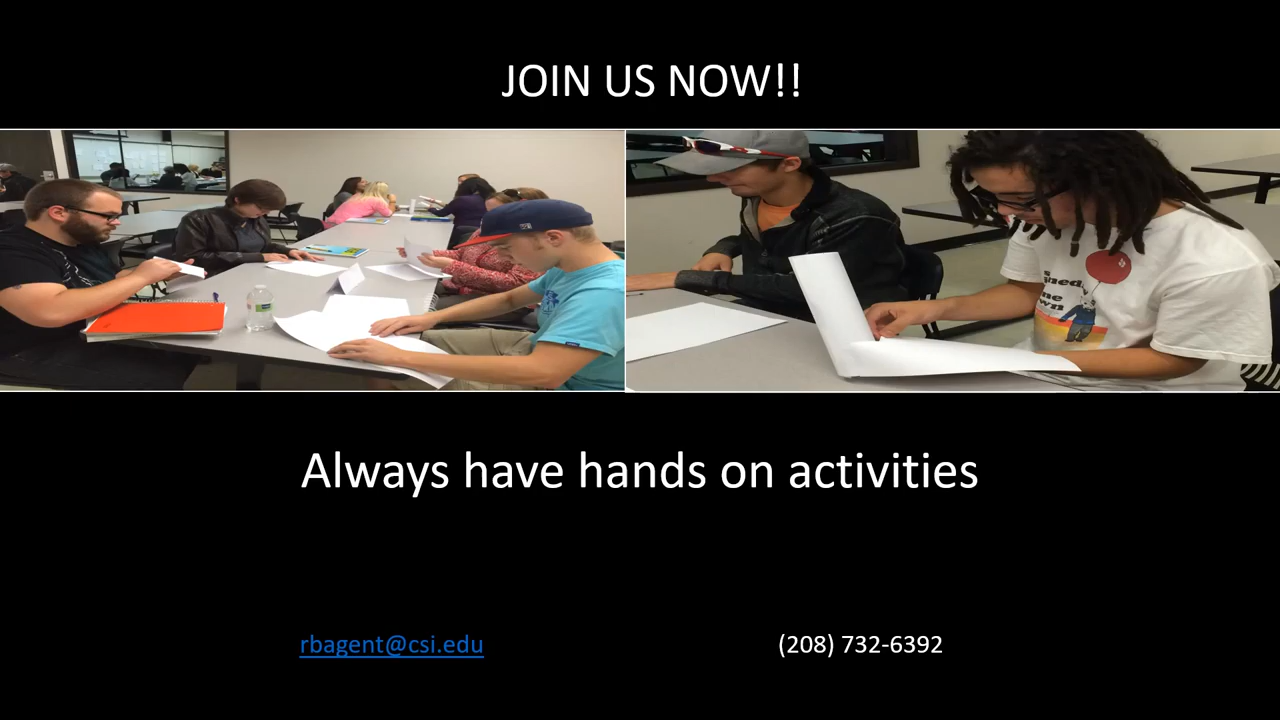 JOIN US NOW!!
Always have hands on activities
rbagent@csi.edu
(208) 732-6392